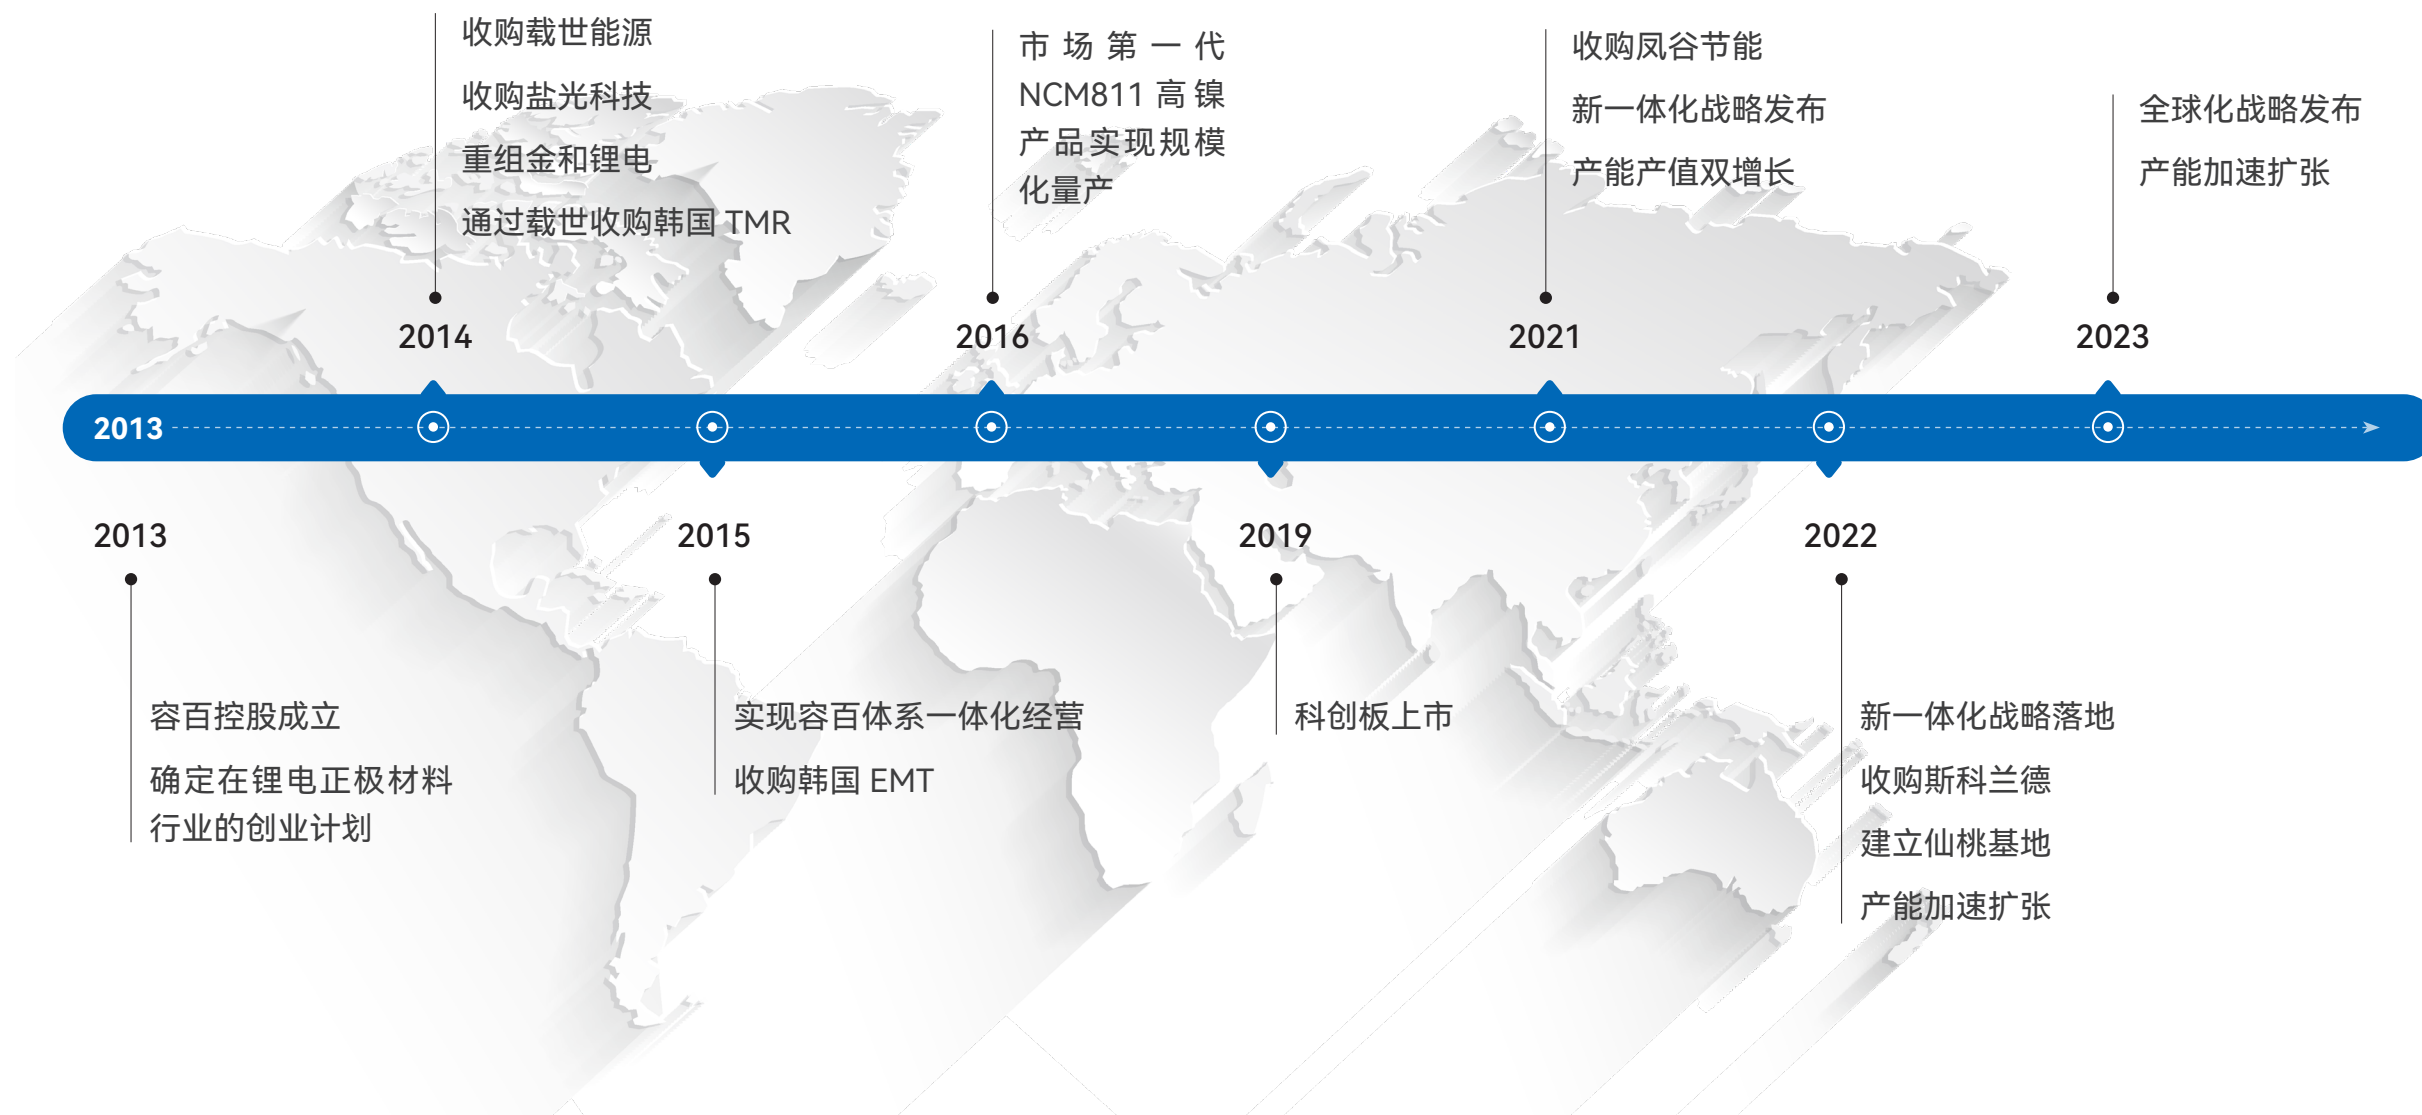 收购载世能源
收购盐光科技
重组金和锂电
通过载世收购韩国 TMR
2014
市场第一代
NCM811 高镍
产品实现规模
化量产
2016
收购凤谷节能
新一体化战略发布
产能产值双增长
2021
全球化战略发布
产能加速扩张
2023
2013
2013
容百控股成立
确定在锂电正极材料
行业的创业计划
2015
实现容百体系一体化经营
收购韩国 EMT
2019
科创板上市
2022
新一体化战略落地
收购斯科兰德
建立仙桃基地
产能加速扩张